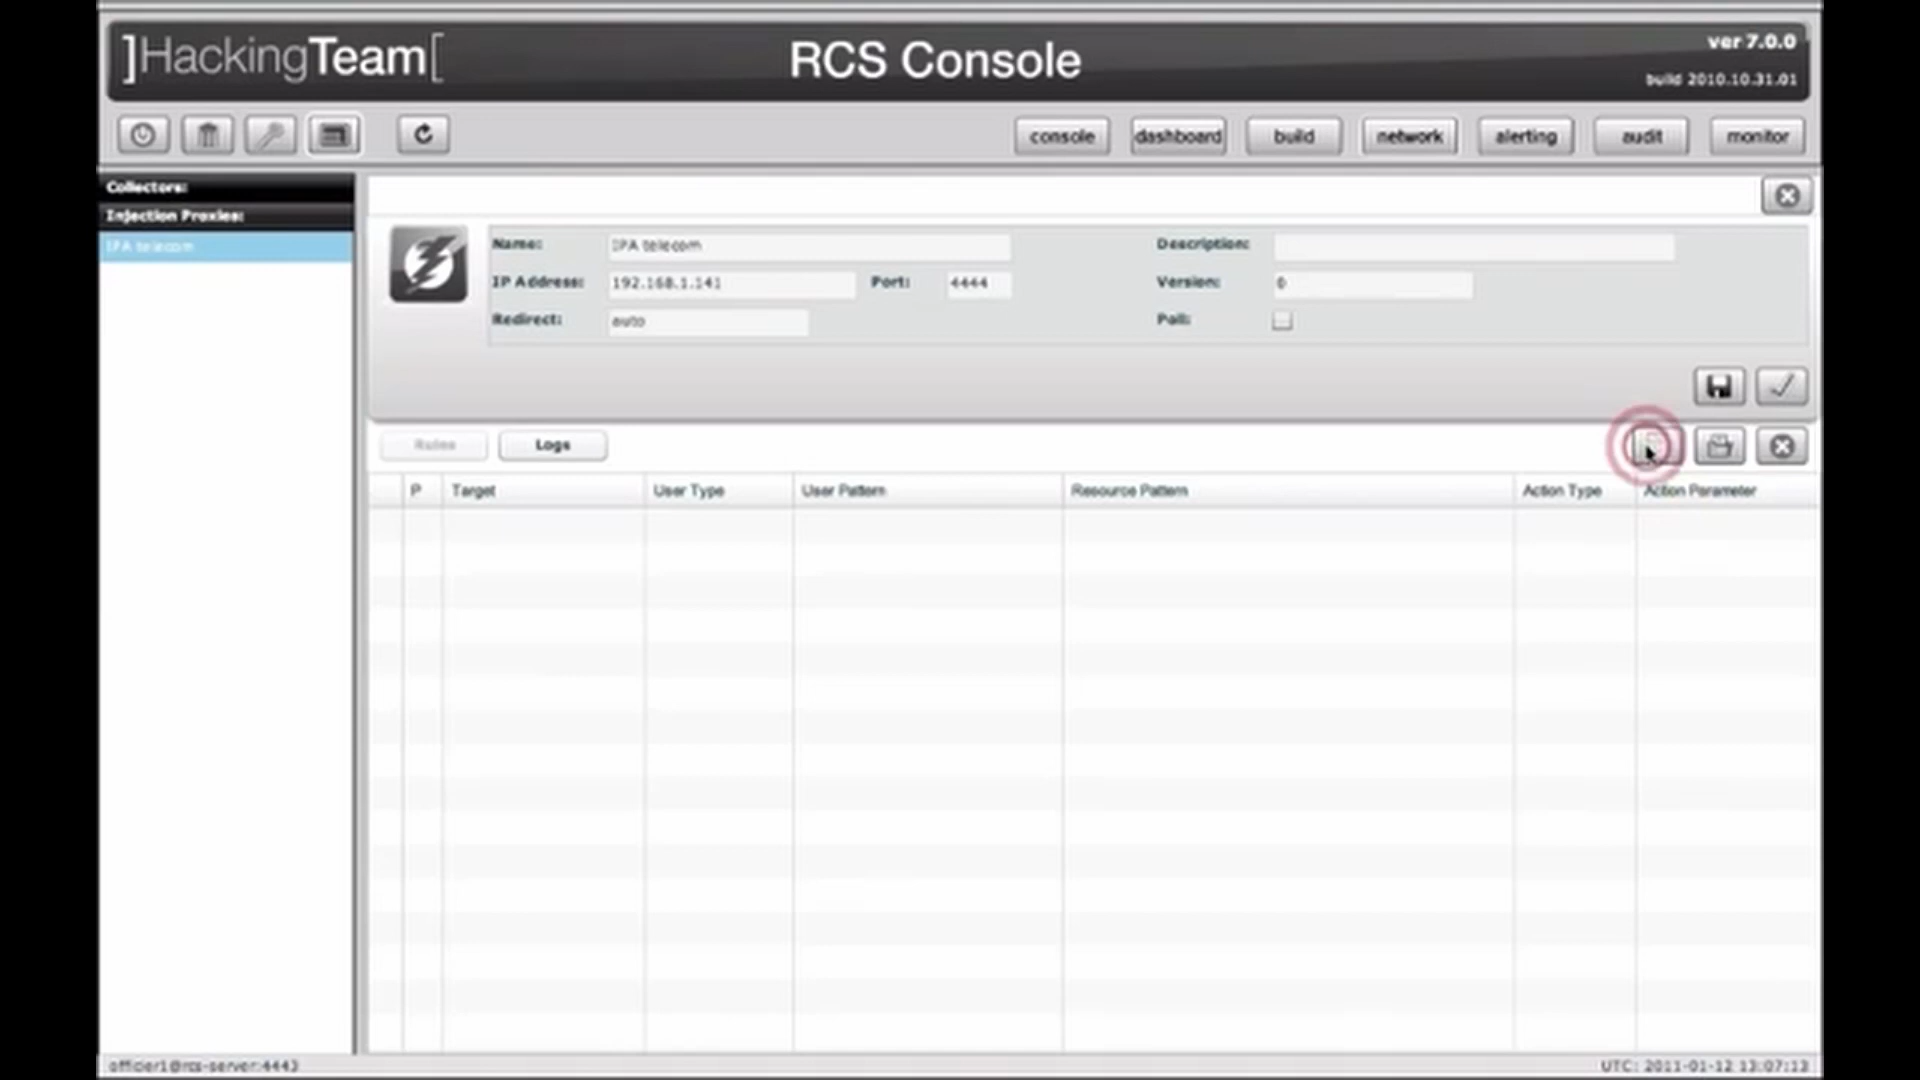 ]HackingTeam[
RCS Console
ver 7.0.0
build 2010.10.31.01
console
dashboard
build
network
alerting
audit
monitor
Collectors:
Injection Proxies:
IPA telecom
Name: IPA telecom
Description:
IP Address: 192.168.1.141 Port: 4444
Version: 0
Redirect: auto
Poll:
Rules
Logs
P Target User Type User Pattern Resource Pattern Action Type Action Parameter
officier1@rcs-server:4443
UTC: 2011-01-12 13:07:13